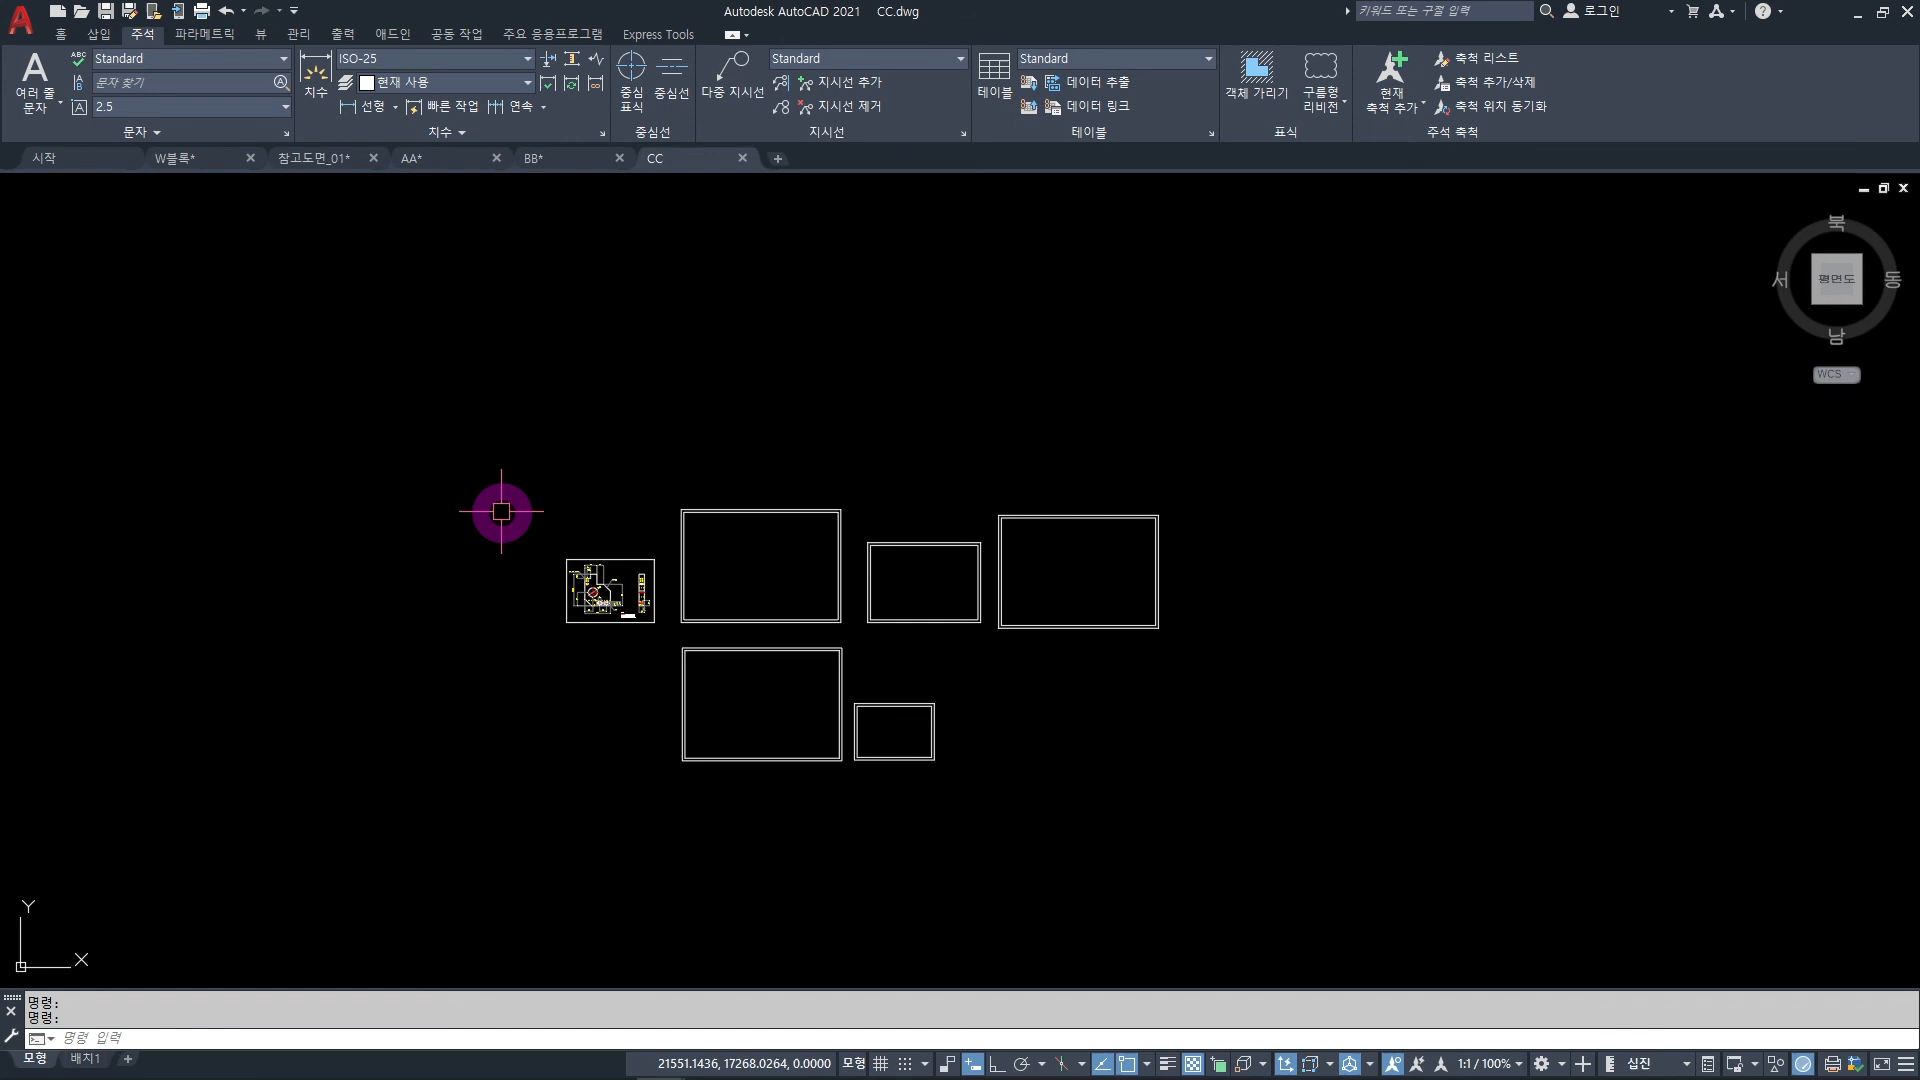 Autodesk AutoCAD 2021 CC.dwg
키워드 또는 구절 입력
로그인
홈 삽입 주석 파라메트릭 뷰 관리 출력 애드인 공동 작업 주요 응용프로그램 Express Tools
여러 줄 문자
ABC
Standard
문자 찾기
2.5
문자
치수
ISO-25
현재 사용
선형 빠른 작업 연속
치수
중심 표식
중심선
중심선
다중 지시선
Standard
지시선 추가
지시선 제거
지시선
테이블
Standard
데이터 추출
데이터 링크
테이블
객체 가리기
구름형 리비전
표식
현재 축척 추가
축척 리스트
축척 추가/삭제
축척 위치 동기화
주석 축척
시작 W블록* 참고도면_01* AA* BB* CC
북
서 평면도 동
남
WCS
Y
X
명령:
명령:
명령 입력
모형 배치1
21551.1436, 17268.0264, 0.0000 모형 1:1 / 100% 십진